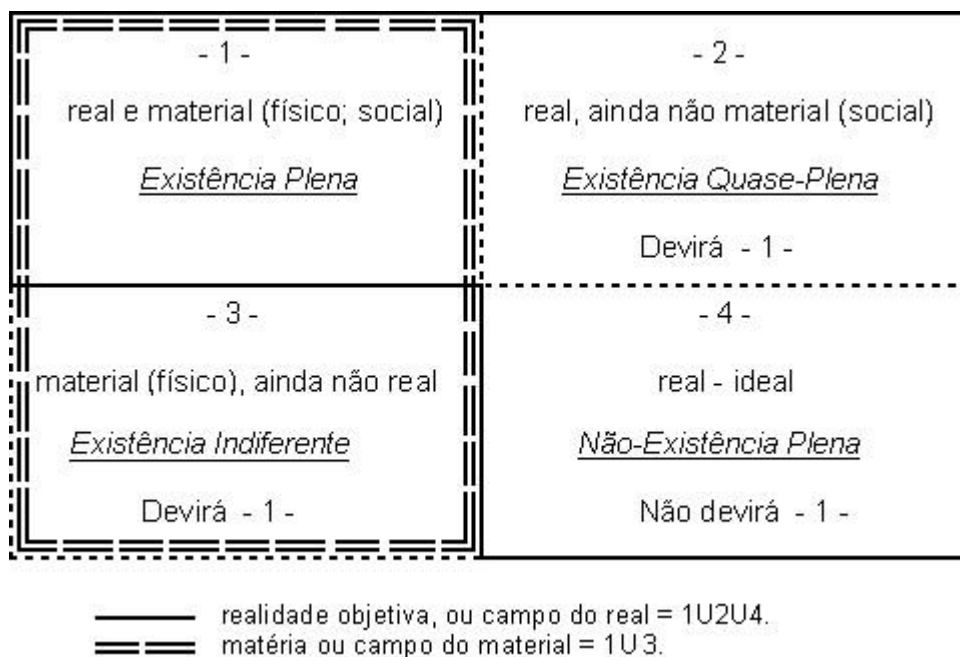 - 1 -
real e material (físico; social)
Existência Plena
- 2 -
real, ainda não material (social)
Existência Quase-Plena
Devirá - 1 -
- 3 -
material (físico), ainda não real
Existência Indiferente
Devirá - 1 -
- 4 -
real - ideal
Não-Existência Plena
Não devirá - 1 -
realidade objetiva, ou campo do real = 1U2U4.
matéria ou campo do material = 1U3.